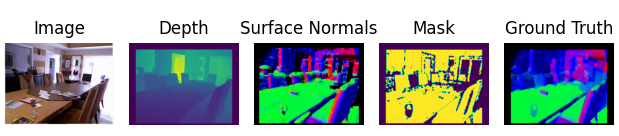 Image
Depth
Surface Normals
Mask
Ground Truth